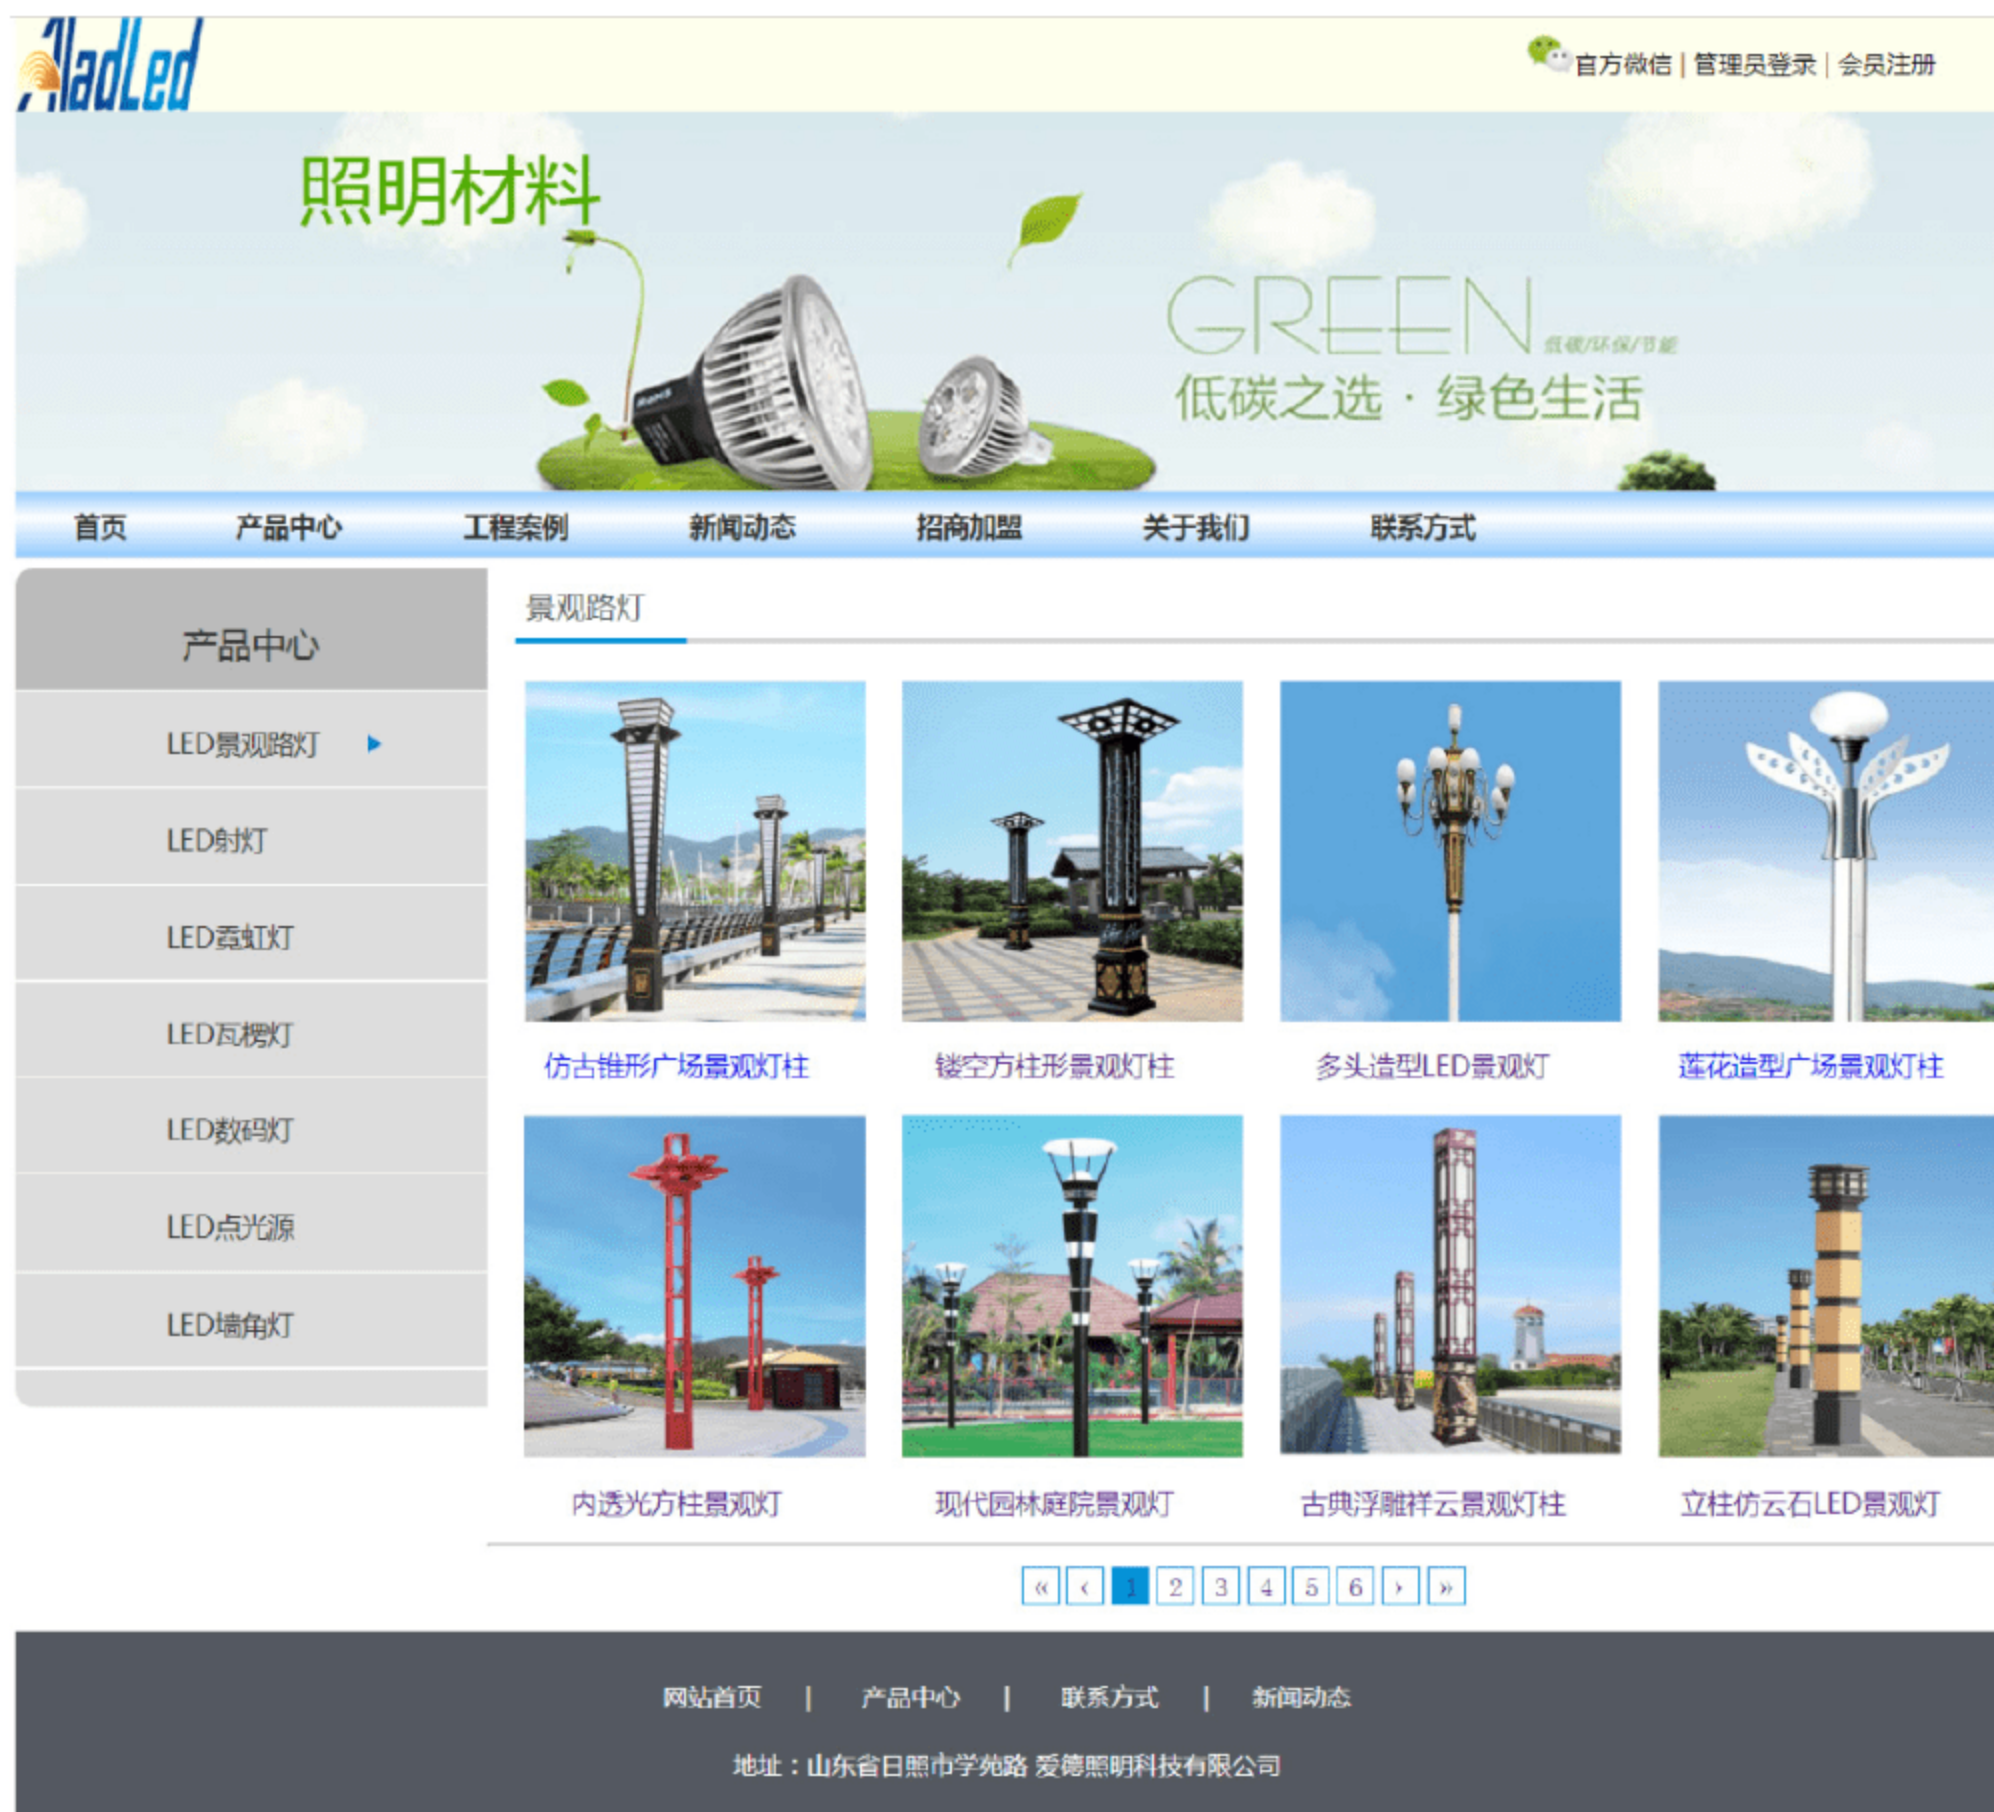 AladLed
官方微信 | 管理员登录 | 会员注册
照明材料
GREEN 低碳/环保/节能
低碳之选·绿色生活
首页 产品中心 工程案例 新闻动态 招商加盟 关于我们 联系方式
产品中心
LED景观路灯
LED射灯
LED霓虹灯
LED瓦楞灯
LED数码灯
LED点光源
LED墙角灯
景观路灯
仿古锥形广场景观灯柱 镂空方柱形景观灯柱 多头造型LED景观灯 莲花造型广场景观灯柱
内透光方柱景观灯 现代园林庭院景观灯 古典浮雕祥云景观灯柱 立柱仿云石LED景观灯
« ‹ 1 2 3 4 5 6 › »
网站首页 | 产品中心 | 联系方式 | 新闻动态
地址：山东省日照市学苑路 爱德照明科技有限公司